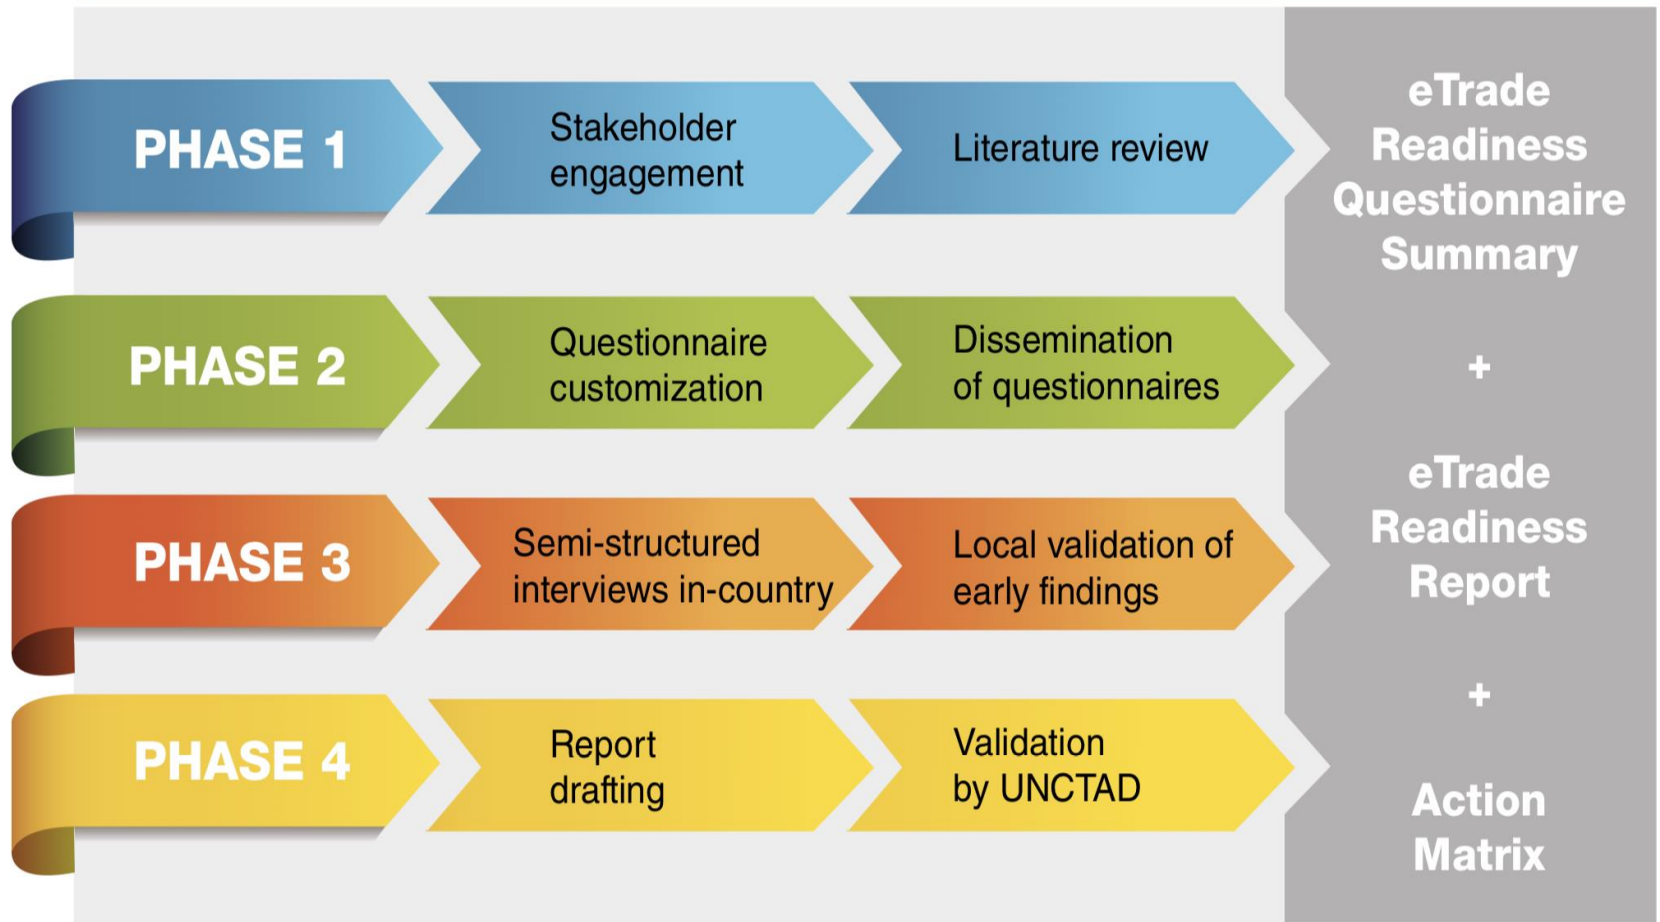 PHASE 1
Stakeholder
engagement
Literature review
PHASE 2
Questionnaire
customization
Dissemination
of questionnaires
PHASE 3
Semi-structured
interviews in-country
Local validation of
early findings
PHASE 4
Report
drafting
Validation
by UNCTAD
eTrade
Readiness
Questionnaire
Summary
+
eTrade
Readiness
Report
+
Action
Matrix